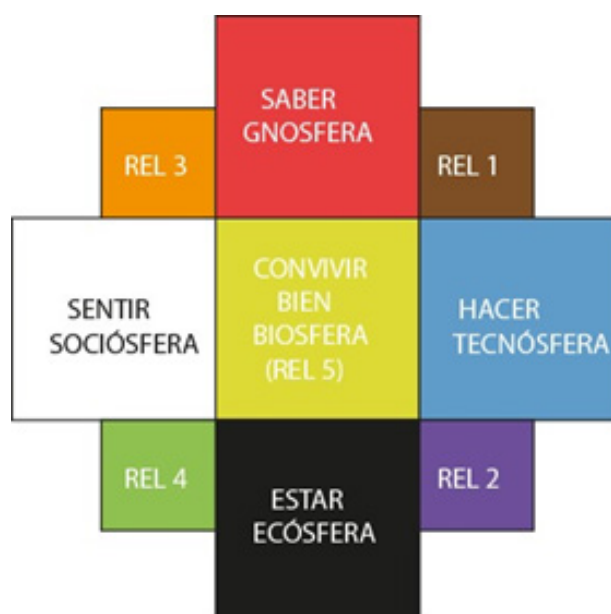 SABER
GNOSFERA
REL 3
REL 1
SENTIR
SOCIÓSFERA
CONVIVIR
BIEN
BIOSFERA
(REL 5)
HACER
TECNÓSFERA
REL 4
ESTAR
ECÓSFERA
REL 2